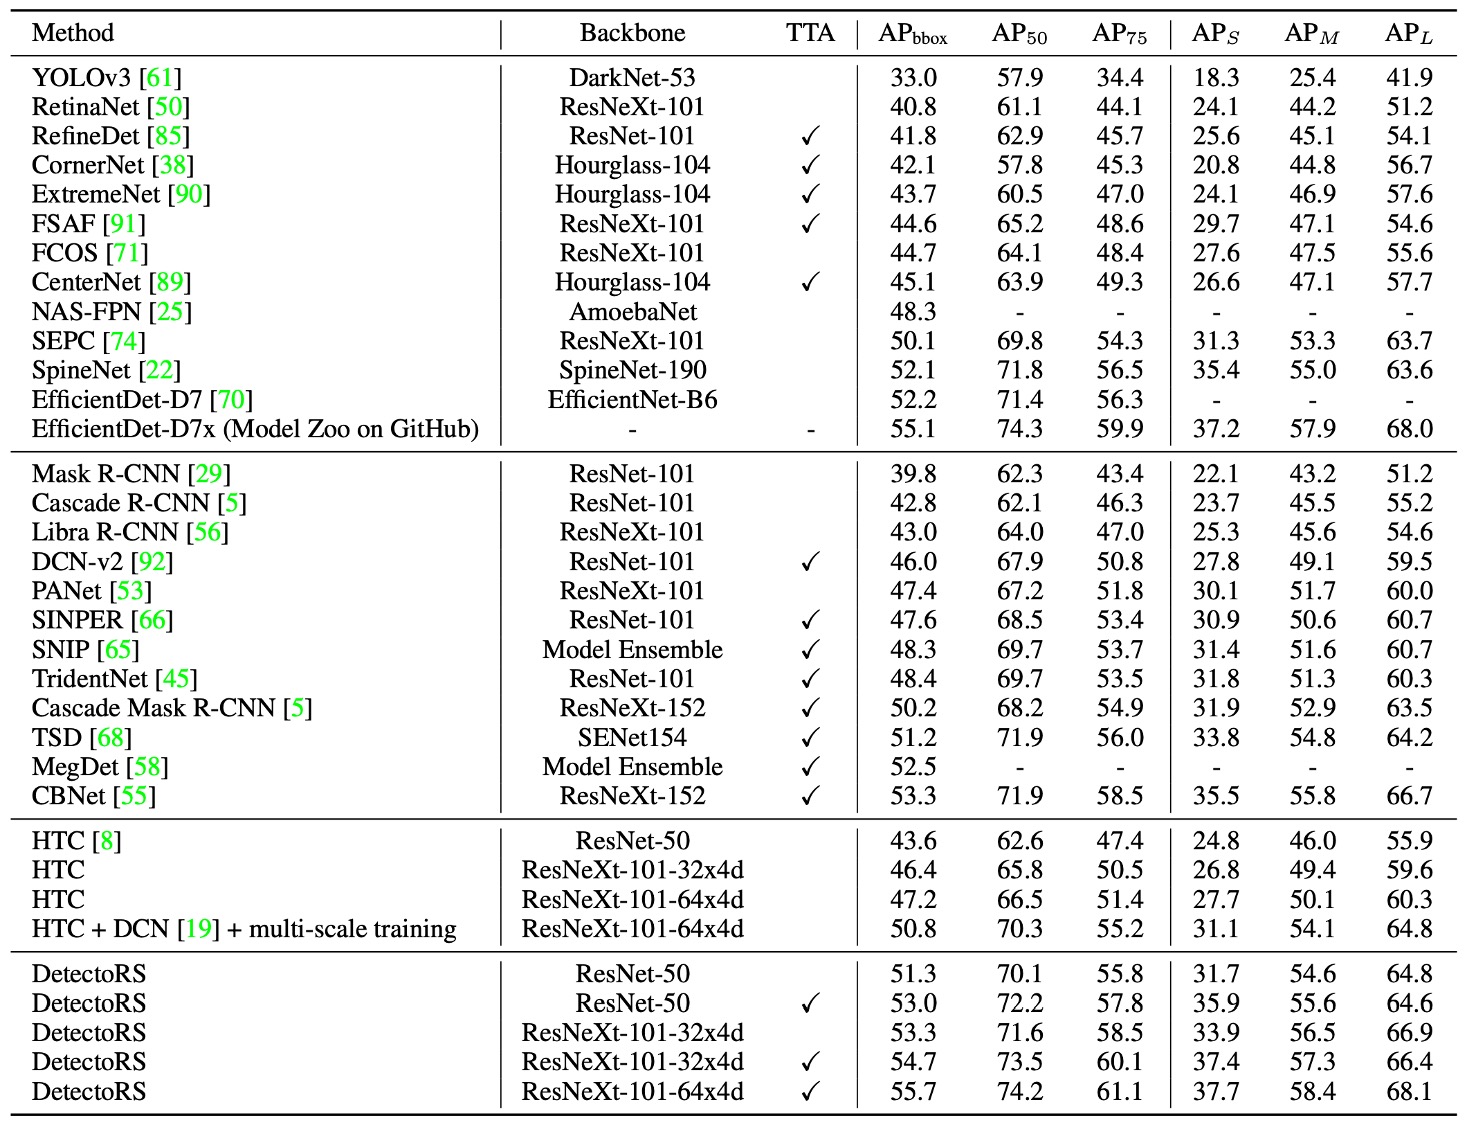 Method Backbone TTA APbbox AP50 AP75 APS APM APL
YOLOv3 [61] DarkNet-53 33.0 57.9 34.4 18.3 25.4 41.9
RetinaNet [50] ResNeXt-101 40.8 61.1 44.1 24.1 44.2 51.2
RefineDet [85] ResNet-101 ✓ 41.8 62.9 45.7 25.6 45.1 54.1
CornerNet [38] Hourglass-104 ✓ 42.1 57.8 45.3 20.8 44.8 56.7
ExtremeNet [90] Hourglass-104 ✓ 43.7 60.5 47.0 24.1 46.9 57.6
FSAF [91] ResNeXt-101 ✓ 44.6 65.2 48.6 29.7 47.1 54.6
FCOS [71] ResNeXt-101 44.7 64.1 48.4 27.6 47.5 55.6
CenterNet [89] Hourglass-104 ✓ 45.1 63.9 49.3 26.6 47.1 57.7
NAS-FPN [25] AmoebaNet 48.3 - - - - -
SEPC [74] ResNeXt-101 50.1 69.8 54.3 31.3 53.3 63.7
SpineNet [22] SpineNet-190 52.1 71.8 56.5 35.4 55.0 63.6
EfficientDet-D7 [70] EfficientNet-B6 52.2 71.4 56.3 - - -
EfficientDet-D7x (Model Zoo on GitHub) - - 55.1 74.3 59.9 37.2 57.9 68.0
Mask R-CNN [29] ResNet-101 39.8 62.3 43.4 22.1 43.2 51.2
Cascade R-CNN [5] ResNet-101 42.8 62.1 46.3 23.7 45.5 55.2
Libra R-CNN [56] ResNeXt-101 43.0 64.0 47.0 25.3 45.6 54.6
DCN-v2 [92] ResNet-101 ✓ 46.0 67.9 50.8 27.8 49.1 59.5
PANet [53] ResNeXt-101 47.4 67.2 51.8 30.1 51.7 60.0
SINPER [66] ResNet-101 ✓ 47.6 68.5 53.4 30.9 50.6 60.7
SNIP [65] Model Ensemble ✓ 48.3 69.7 53.7 31.4 51.6 60.7
TridentNet [45] ResNet-101 ✓ 48.4 69.7 53.5 31.8 51.3 60.3
Cascade Mask R-CNN [5] ResNeXt-152 ✓ 50.2 68.2 54.9 31.9 52.9 63.5
TSD [68] SENet154 ✓ 51.2 71.9 56.0 33.8 54.8 64.2
MegDet [58] Model Ensemble ✓ 52.5 - - - - -
CBNet [55] ResNeXt-152 ✓ 53.3 71.9 58.5 35.5 55.8 66.7
HTC [8] ResNet-50 43.6 62.6 47.4 24.8 46.0 55.9
HTC ResNeXt-101-32x4d 46.4 65.8 50.5 26.8 49.4 59.6
HTC ResNeXt-101-64x4d 47.2 66.5 51.4 27.7 50.1 60.3
HTC + DCN [19] + multi-scale training ResNeXt-101-64x4d 50.8 70.3 55.2 31.1 54.1 64.8
DetectoRS ResNet-50 51.3 70.1 55.8 31.7 54.6 64.8
DetectoRS ResNet-50 ✓ 53.0 72.2 57.8 35.9 55.6 64.6
DetectoRS ResNeXt-101-32x4d 53.3 71.6 58.5 33.9 56.5 66.9
DetectoRS ResNeXt-101-32x4d ✓ 54.7 73.5 60.1 37.4 57.3 66.4
DetectoRS ResNeXt-101-64x4d ✓ 55.7 74.2 61.1 37.7 58.4 68.1